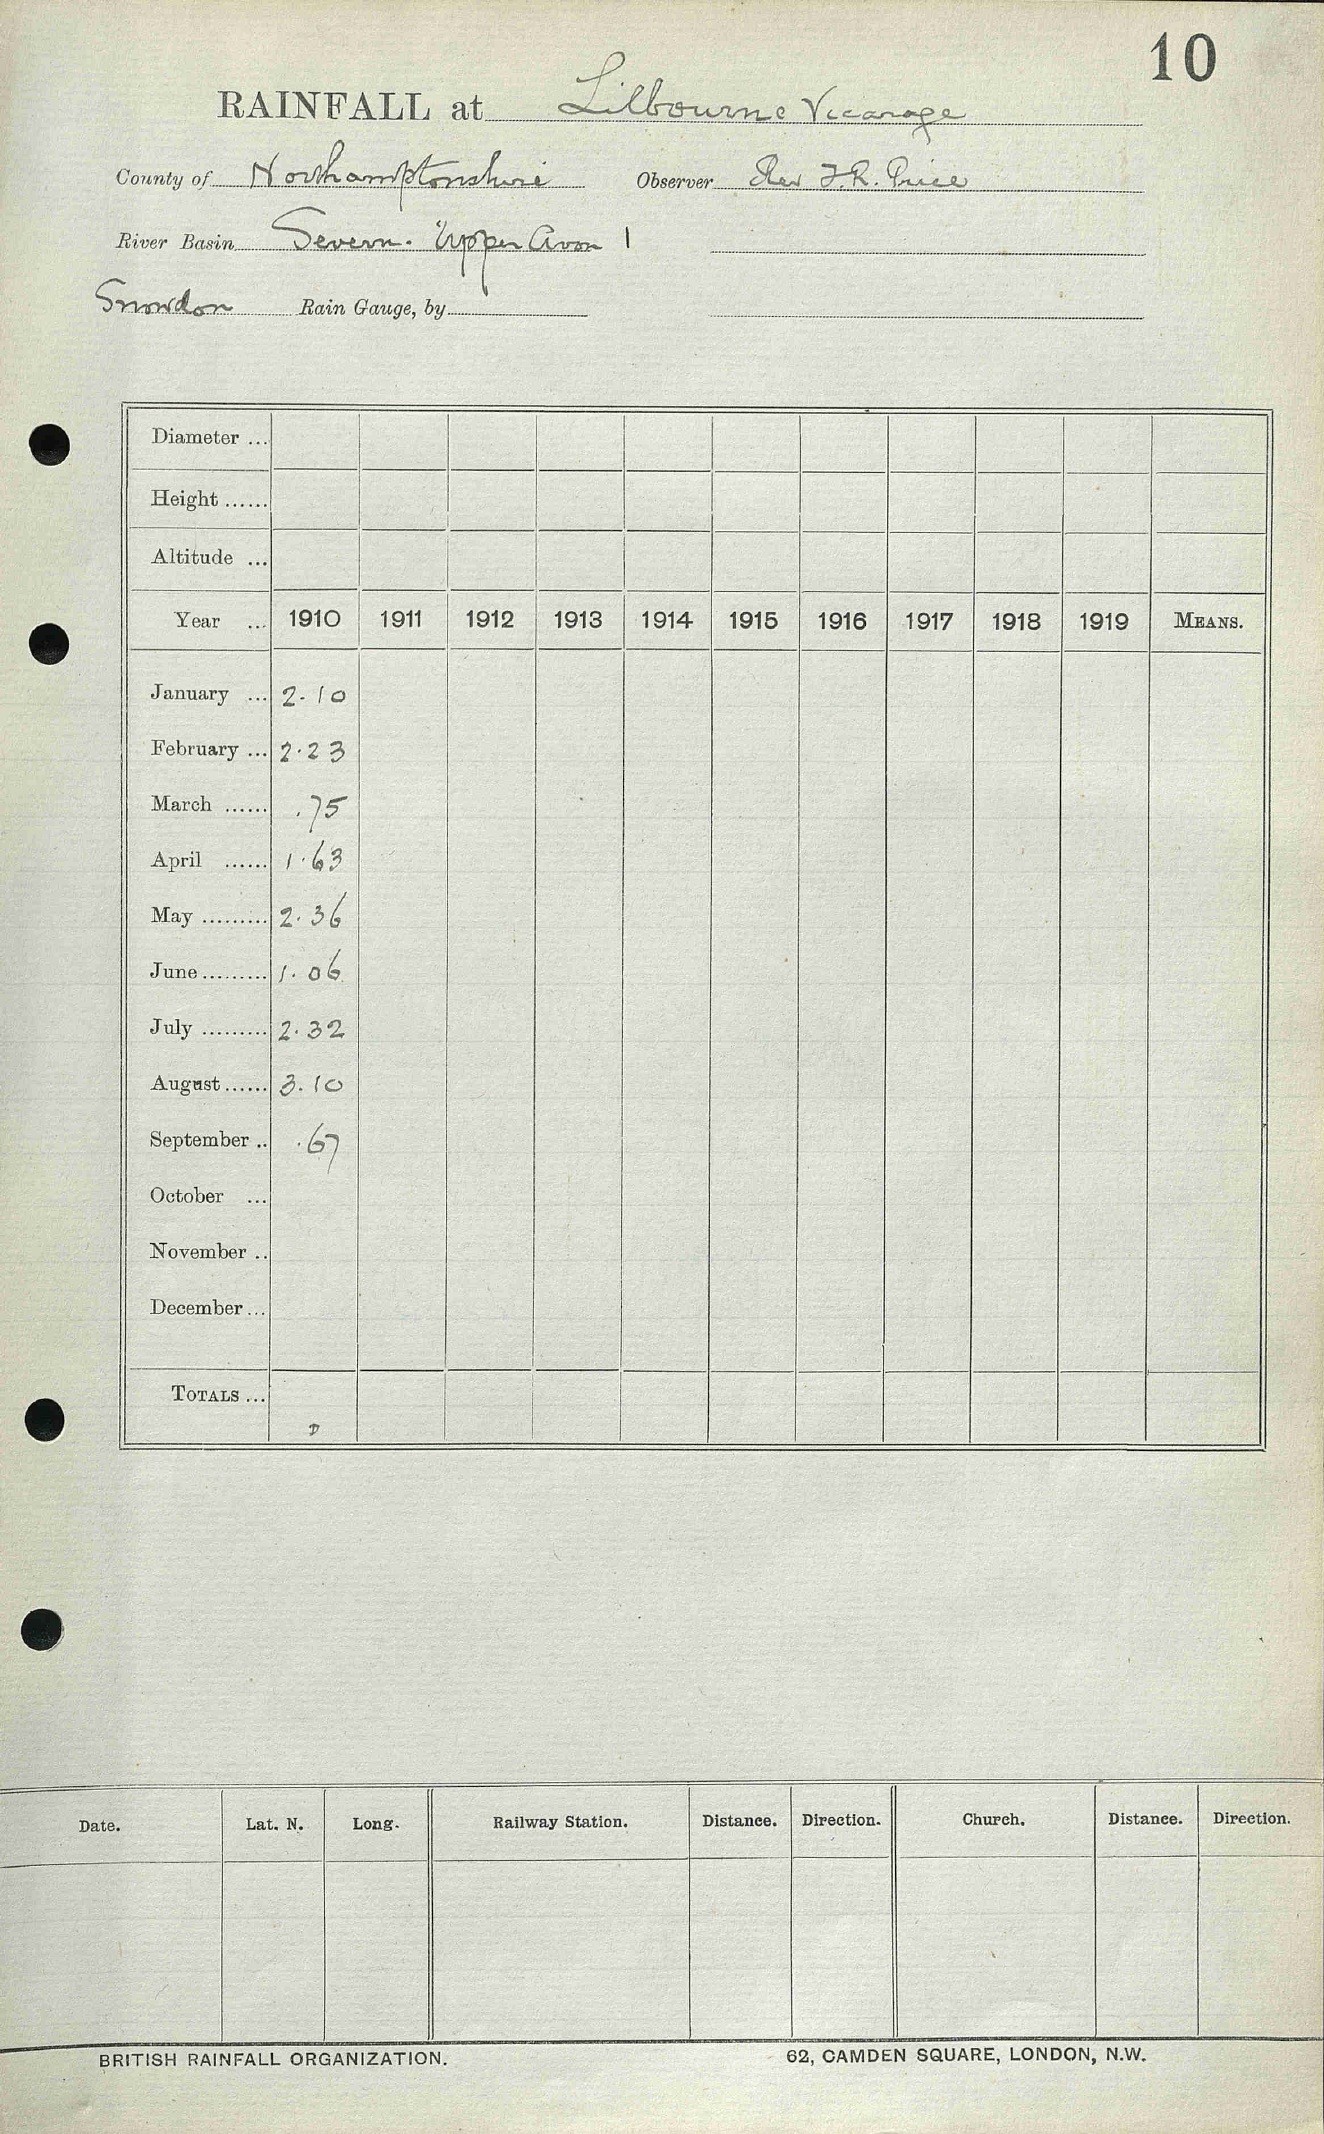 10
RAINFALL at Lilbourne Vicarage
County of Northamptonshire Observer Rev F.R. Price
River Basin Severn. Upper Avon 1
Snowdon Rain Gauge, by
Diameter ...
Height ......
Altitude ...
Year ... 1910 1911 1912 1913 1914 1915 1916 1917 1918 1919 MEANS.
January ... 2.10
February ... 2.23
March ...... .75
April ...... 1.63
May ......... 2.36
June ......... 1.06
July ......... 2.32
August ...... 3.10
September .. .67
October ...
November ..
December ...
TOTALS ...
D
Date. Lat. N. Long. Railway Station. Distance. Direction. Church. Distance. Direction.
BRITISH RAINFALL ORGANIZATION. 62, CAMDEN SQUARE, LONDON, N.W.